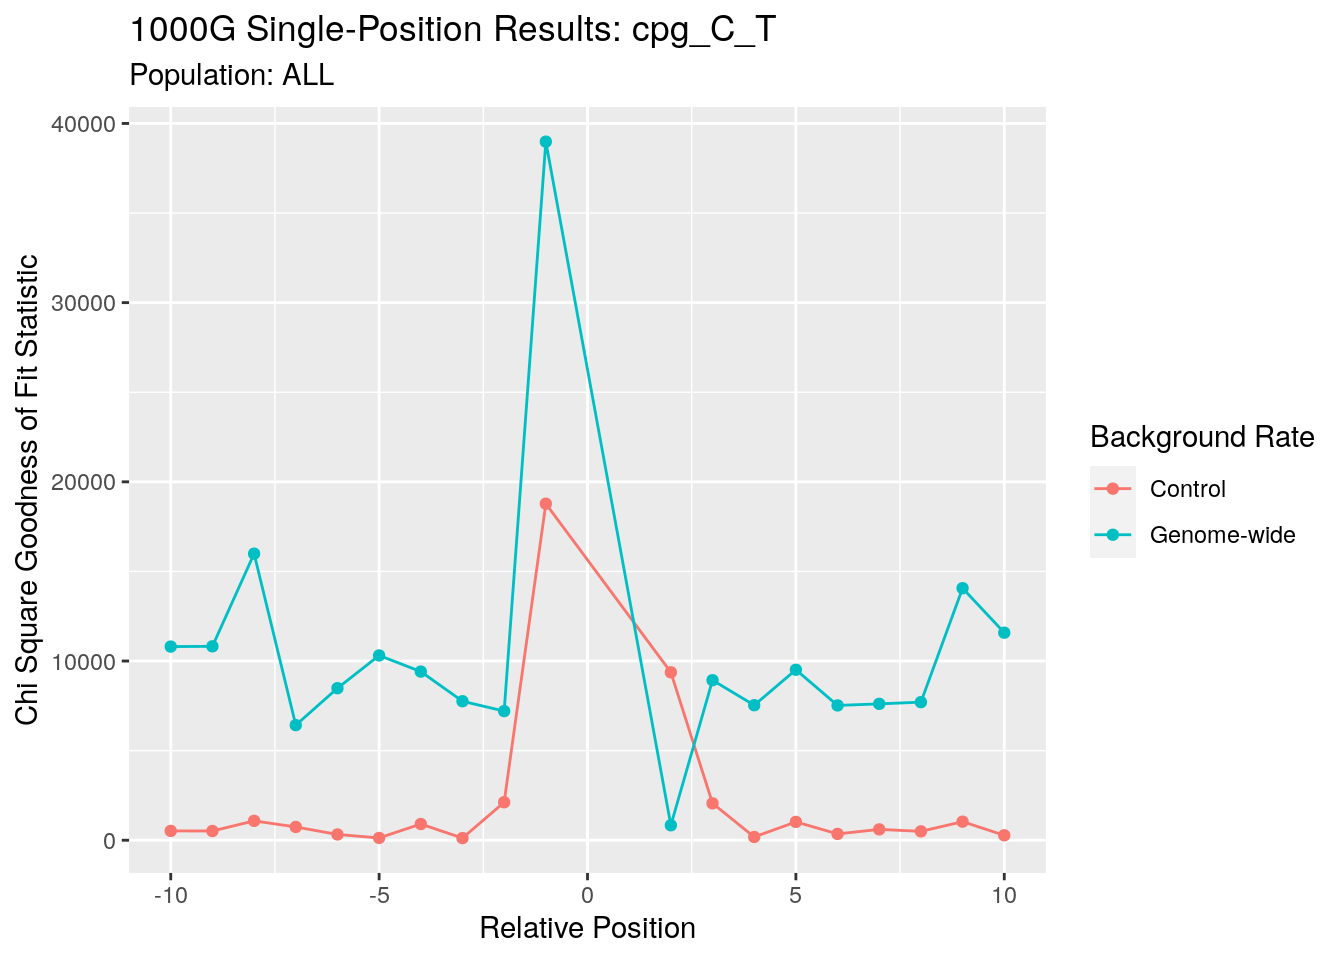 1000G Single-Position Results: cpg_C_T
Population: ALL
Chi Square Goodness of Fit Statistic
40000
30000
20000
10000
0
-10
-5
0
5
10
Relative Position
Background Rate
Control
Genome-wide